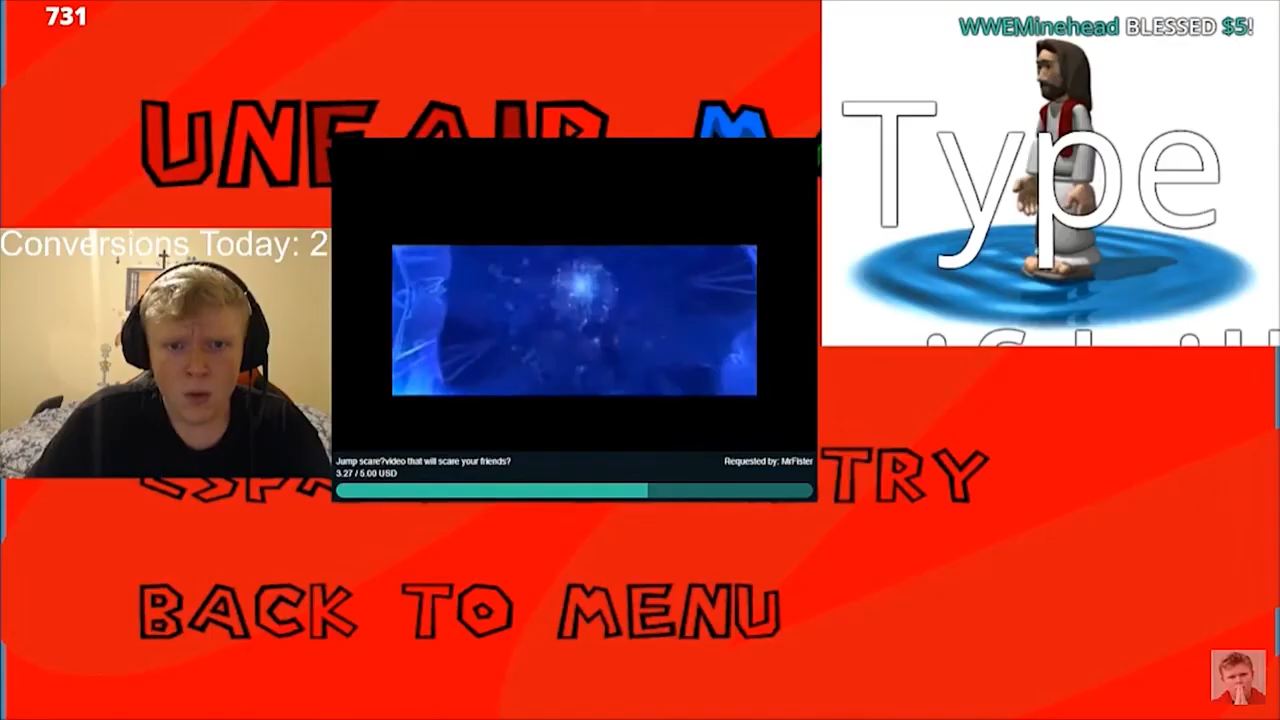 731
WWEMinehead BLESSED $5!
Type
UNFAIR
Conversions Today: 2
Jump scare?video that will scare your friends?
Requested by: MrFister
3.27 / 5.00 USD
TRY
BACK TO MENU